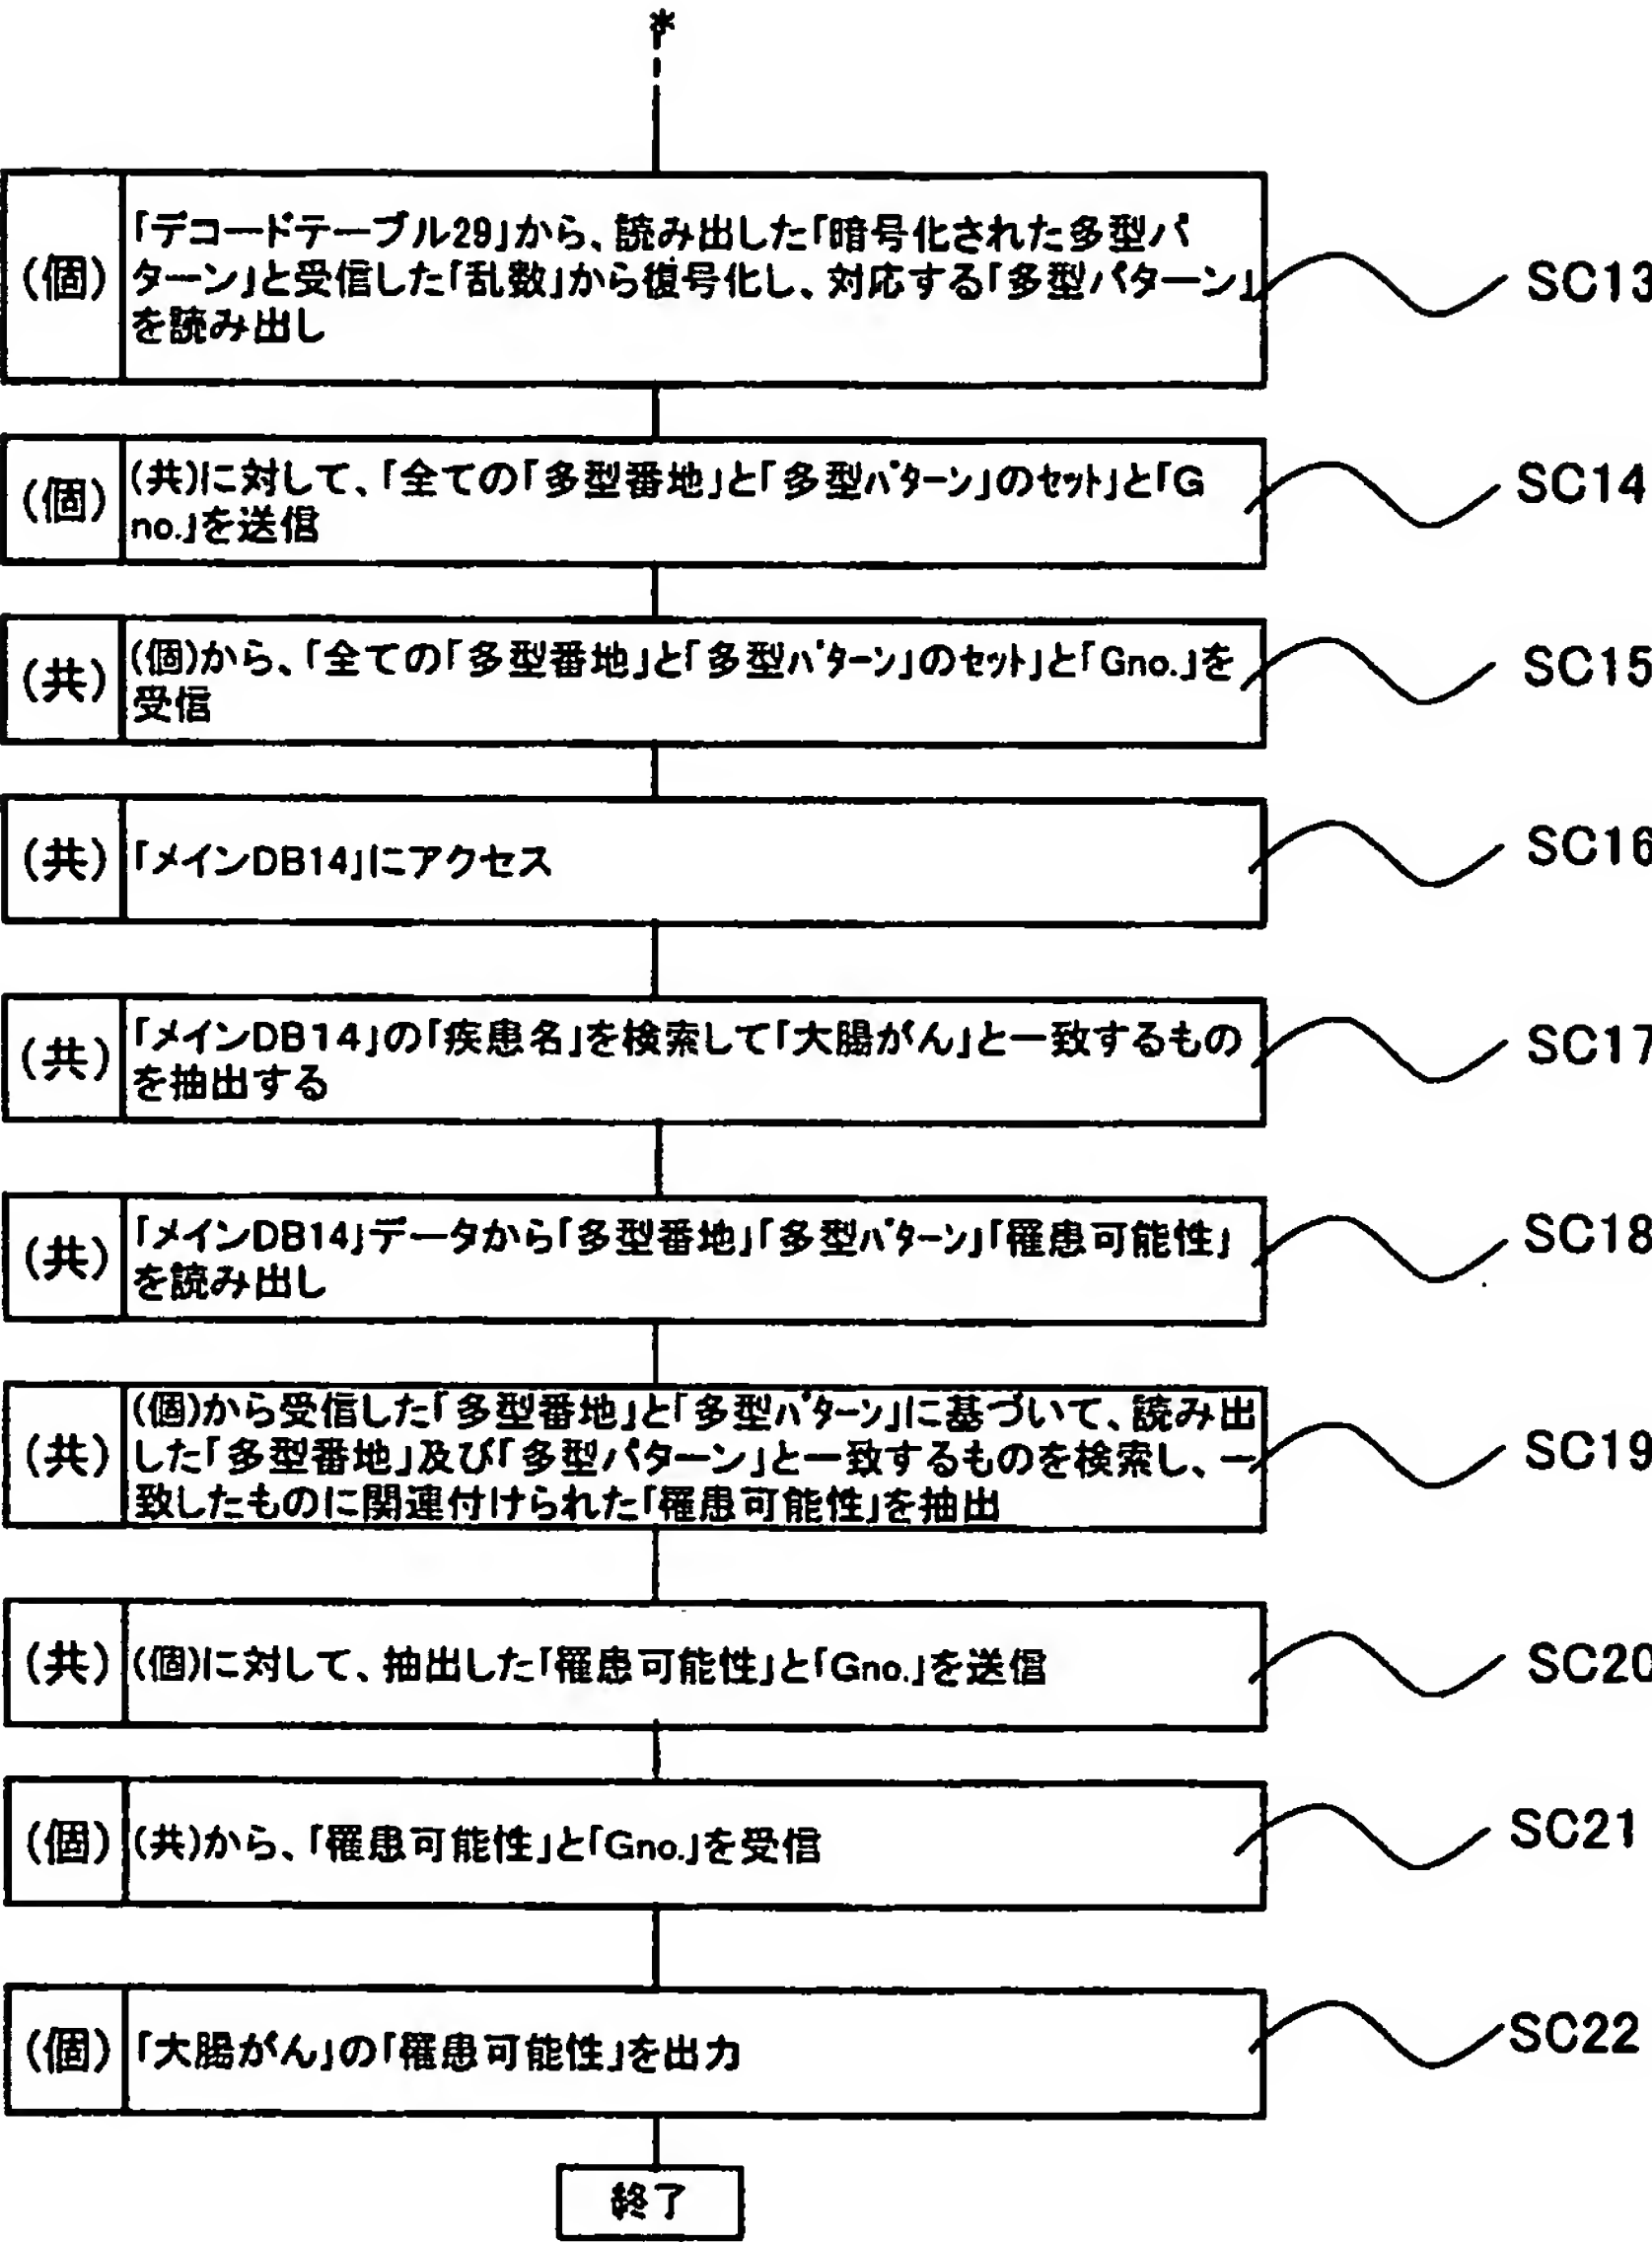 *
(個)
「デコードテーブル29」から、読み出した「暗号化された多型パ
ターン」と受信した「乱数」から復号化し、対応する「多型パターン」
を読み出し
SC13
(個)
(共)に対して、「全ての「多型番地」と「多型パターン」のセット」と「G
no.」を送信
SC14
(共)
(個)から、「全ての「多型番地」と「多型パターン」のセット」と「Gno.」を
受信
SC15
(共)
「メインDB14」にアクセス
SC16
(共)
「メインDB14」の「疾患名」を検索して「大腸がん」と一致するもの
を抽出する
SC17
(共)
「メインDB14」データから「多型番地」「多型パターン」「罹患可能性」
を読み出し
SC18
(共)
(個)から受信した「多型番地」と「多型パターン」に基づいて、読み出
した「多型番地」及び「多型パターン」と一致するものを検索し、一
致したものに関連付けられた「罹患可能性」を抽出
SC19
(共)
(個)に対して、抽出した「罹患可能性」と「Gno.」を送信
SC20
(個)
(共)から、「罹患可能性」と「Gno.」を受信
SC21
(個)
「大腸がん」の「罹患可能性」を出力
SC22
終了